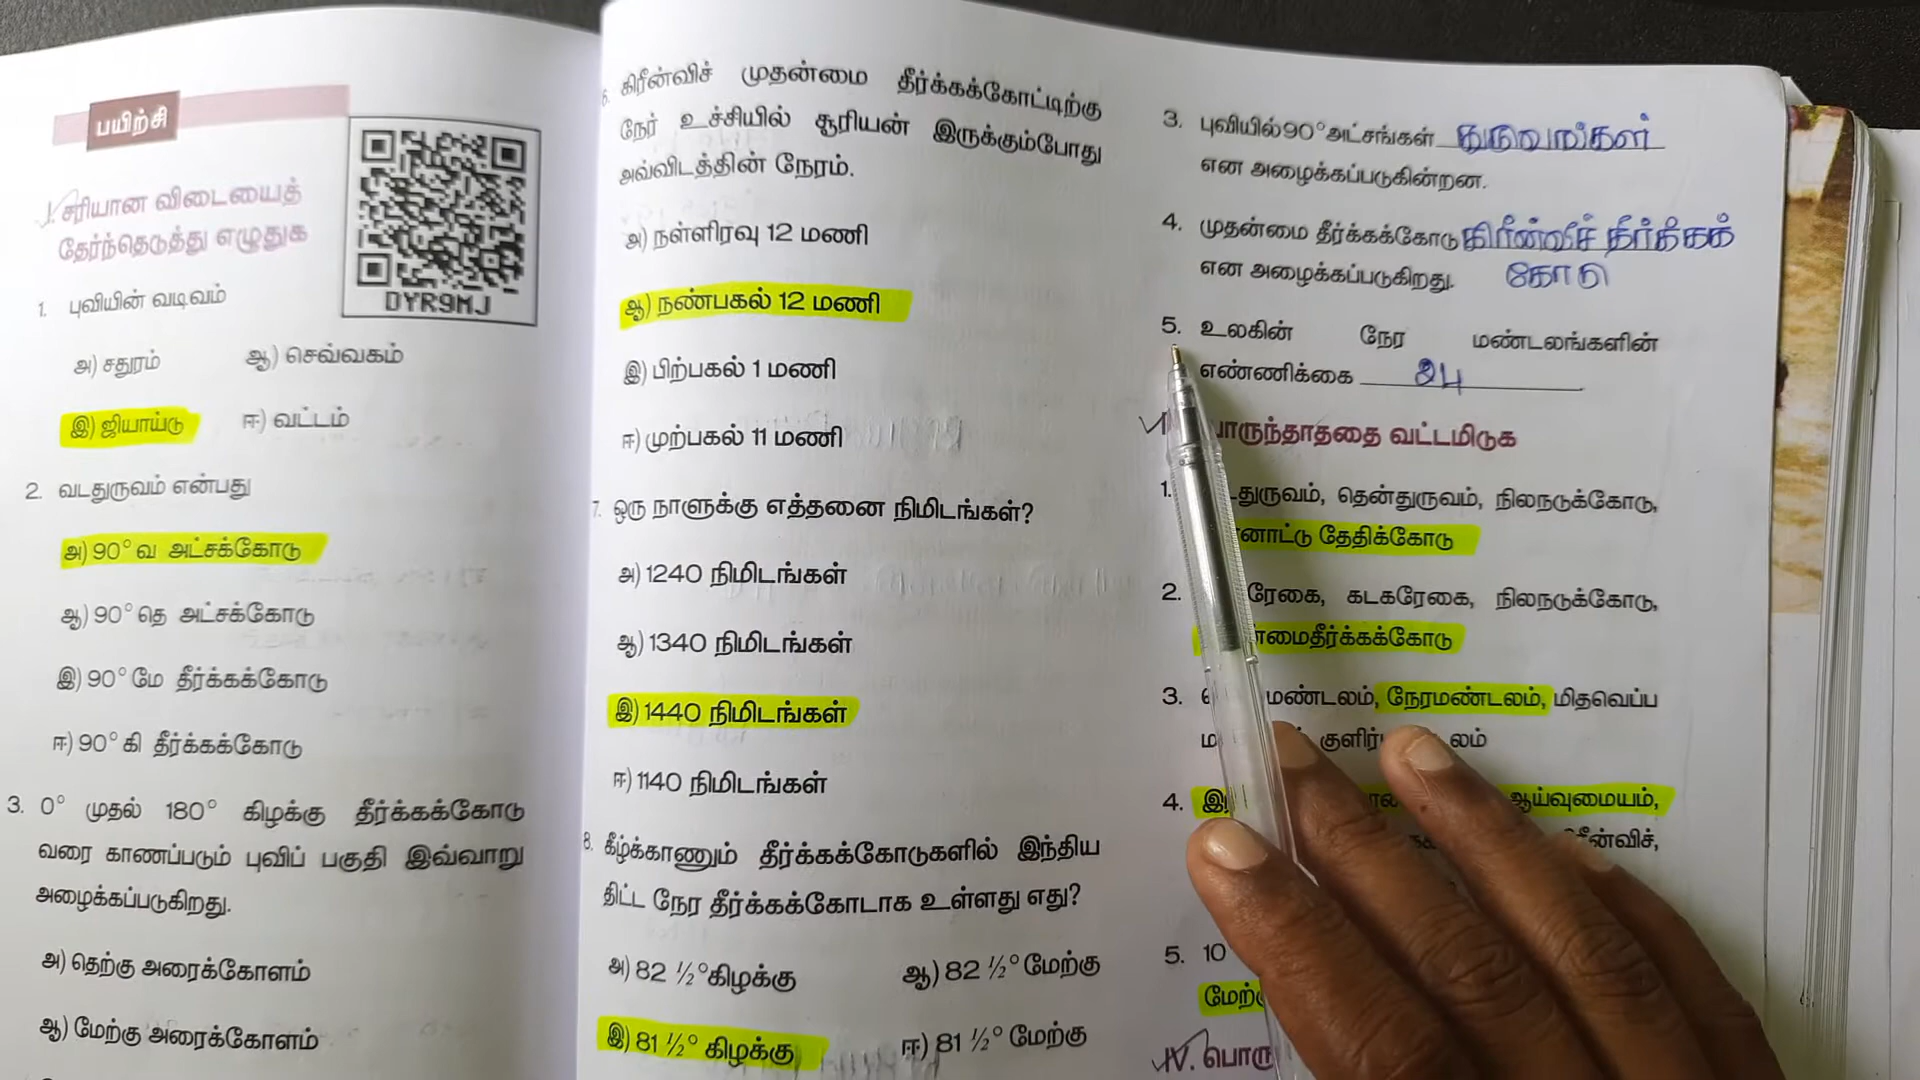 பயிற்சி
I. சரியான விடையைத்
தேர்ந்தெடுத்து எழுதுக
DYR9MJ
1. புவியின் வடிவம்
அ) சதுரம் ஆ) செவ்வகம்
இ) ஜியாய்டு ஈ) வட்டம்
2. வடதுருவம் என்பது
அ) 90° வ அட்சக்கோடு
ஆ) 90° தெ அட்சக்கோடு
இ) 90° மே தீர்க்கக்கோடு
ஈ) 90° கி தீர்க்கக்கோடு
3. 0° முதல் 180° கிழக்கு தீர்க்கக்கோடு
வரை காணப்படும் புவிப் பகுதி இவ்வாறு
அழைக்கப்படுகிறது.
அ) தெற்கு அரைக்கோளம்
ஆ) மேற்கு அரைக்கோளம்
6. கிரீன்விச் முதன்மை தீர்க்கக்கோட்டிற்கு
நேர் உச்சியில் சூரியன் இருக்கும்போது
அவ்விடத்தின் நேரம்.
அ) நள்ளிரவு 12 மணி
ஆ) நண்பகல் 12 மணி
இ) பிற்பகல் 1 மணி
ஈ) முற்பகல் 11 மணி
7. ஒரு நாளுக்கு எத்தனை நிமிடங்கள்?
அ) 1240 நிமிடங்கள்
ஆ) 1340 நிமிடங்கள்
இ) 1440 நிமிடங்கள்
ஈ) 1140 நிமிடங்கள்
8. கீழ்க்காணும் தீர்க்கக்கோடுகளில் இந்திய
திட்ட நேர தீர்க்கக்கோடாக உள்ளது எது?
அ) 82 ½° கிழக்கு ஆ) 82 ½° மேற்கு
இ) 81 ½° கிழக்கு ஈ) 81 ½° மேற்கு
3. புவியில் 90° அட்சங்கள் துருவங்கள்
என அழைக்கப்படுகின்றன.
4. முதன்மை தீர்க்கக்கோடு கிரீன்விச் தீர்க்கக்
என அழைக்கப்படுகிறது. கோடு
5. உலகின் நேர மண்டலங்களின்
எண்ணிக்கை 24
பொருந்தாததை வட்டமிடுக
1. துருவம், தென்துருவம், நிலநடுக்கோடு,
னாட்டு தேதிக்கோடு
2. ரேகை, கடகரேகை, நிலநடுக்கோடு,
மைதீர்க்கக்கோடு
3. மண்டலம், நேரமண்டலம், மிதவெப்ப
குளிர் லம்
4. ஆய்வுமையம்,
கிரீன்விச்,
5. 10
மேற்கு
IV. பொரு